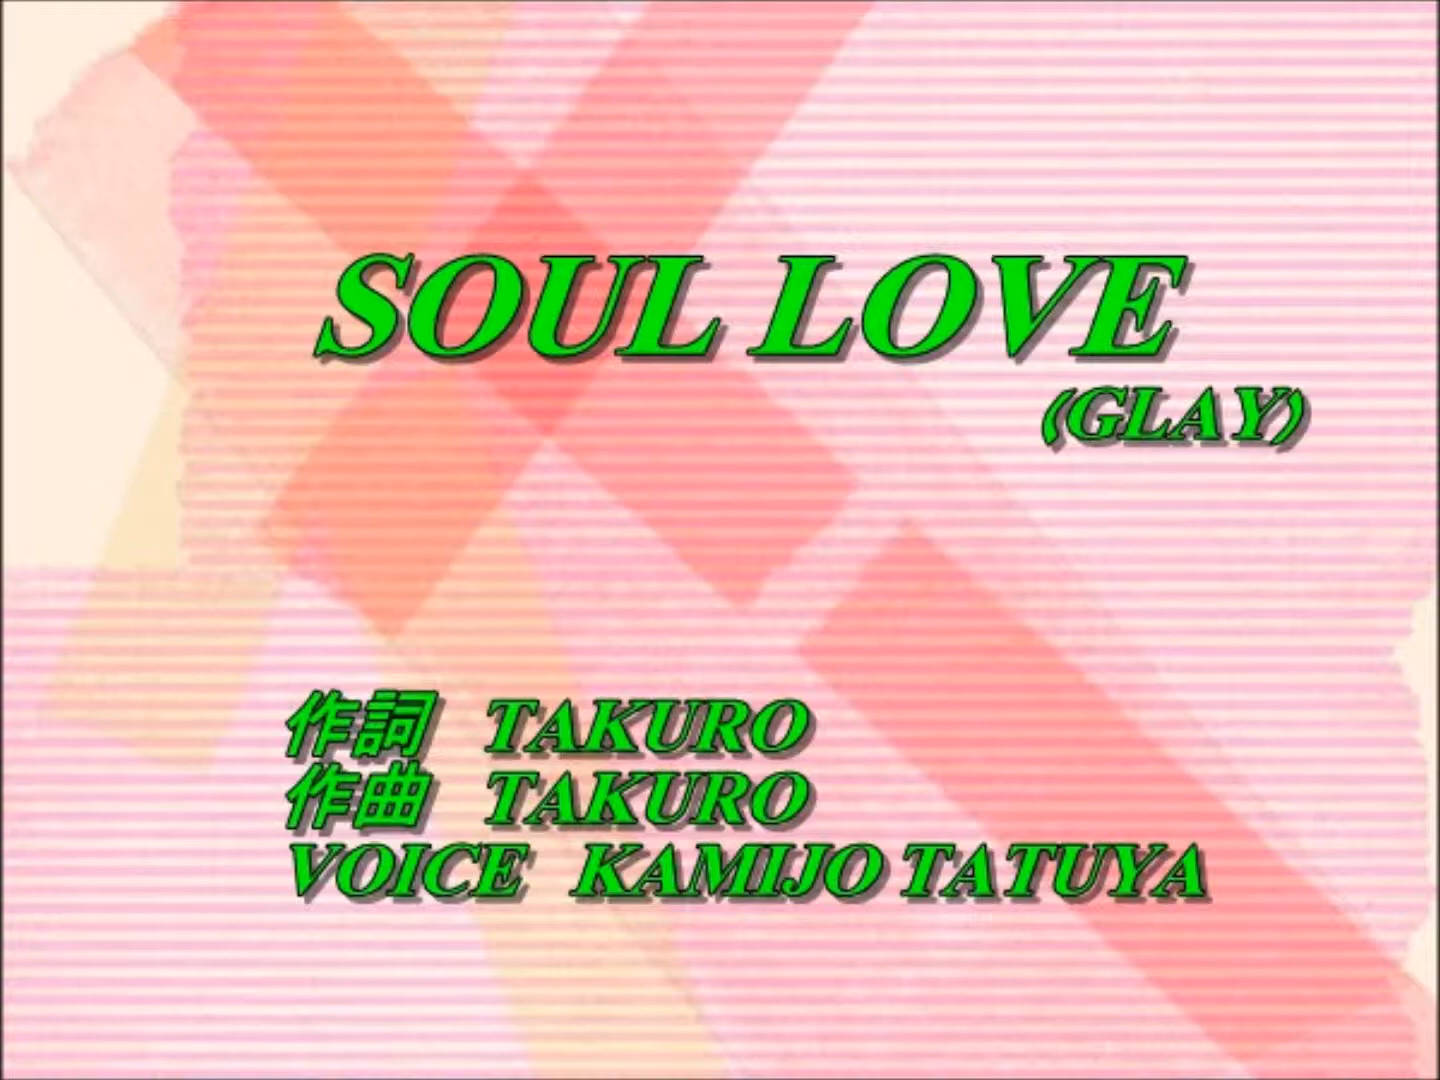 SOUL LOVE
(GLAY)
作詞 TAKURO
作曲 TAKURO
VOICE KAMIJO TATUYA